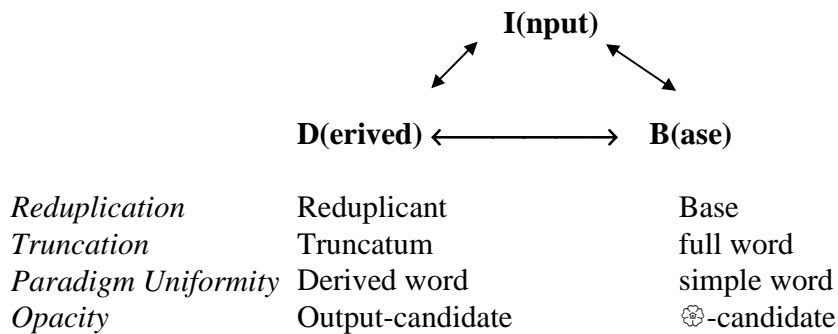 I(nput)
D(erived) B(ase)
Reduplication Reduplicant Base
Truncation Truncatum full word
Paradigm Uniformity Derived word simple word
Opacity Output-candidate ❀-candidate